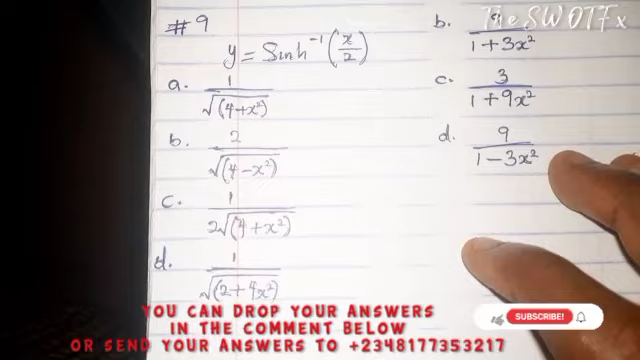 #9
y = Sinh⁻¹(x/2)
a. 1/√(4+x²)
b. 2/√(4-x²)
c. 1/2√(4+x²)
d. 1/√(2+4x²)
The SWOTFx
b. /1+3x²
c. 3/1+9x²
d. 9/1-3x²
YOU CAN DROP YOUR ANSWERS
IN THE COMMENT BELOW
OR SEND YOUR ANSWERS TO +2348177353217
SUBSCRIBE!